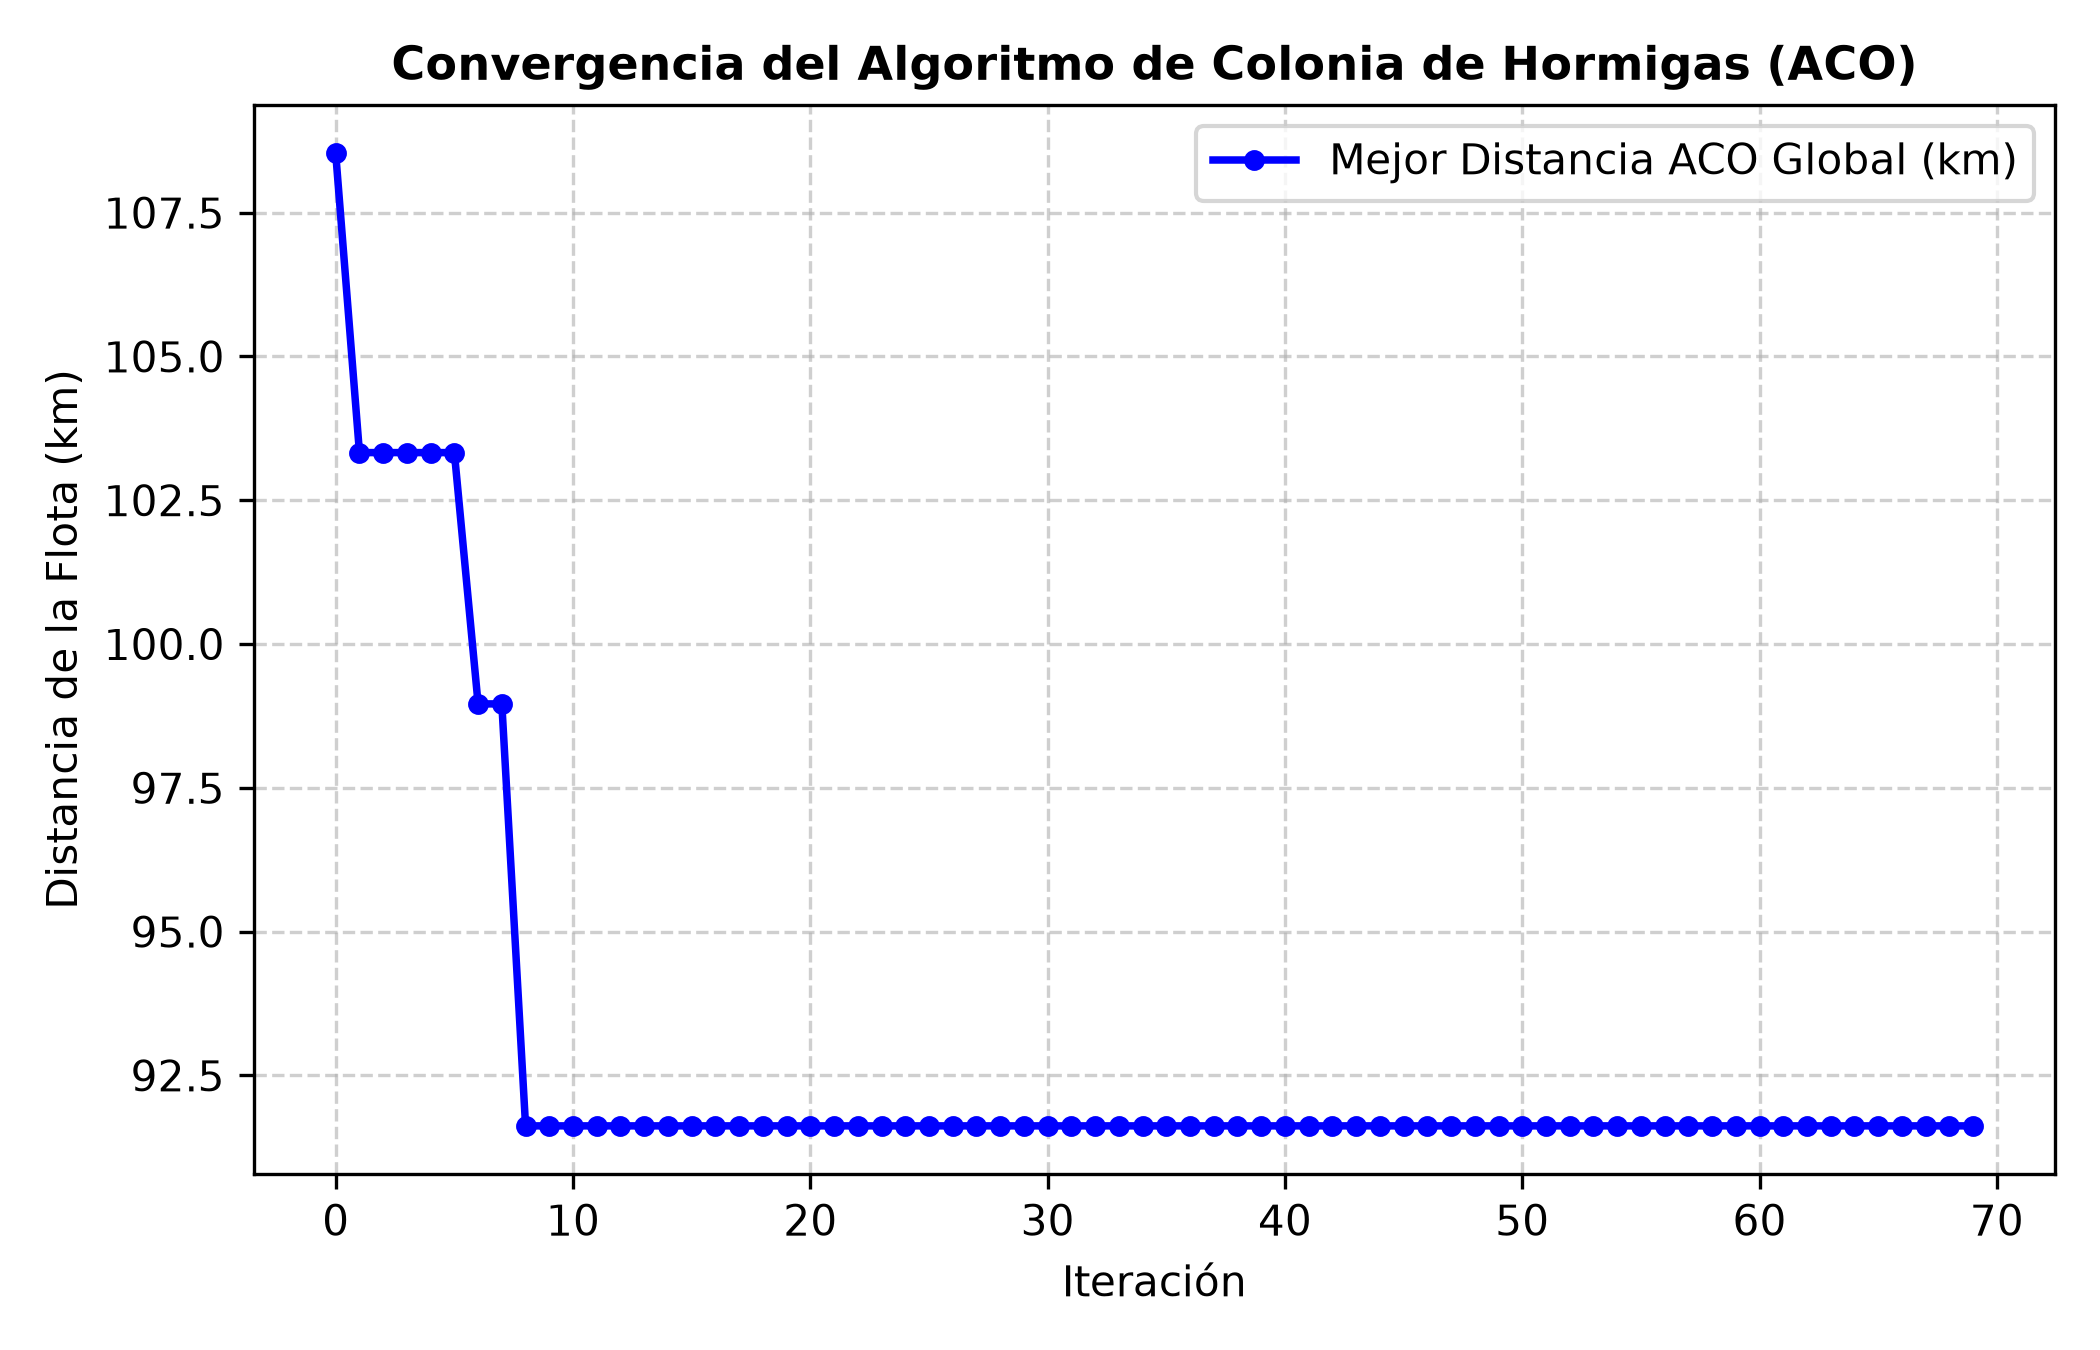 Convergencia del Algoritmo de Colonia de Hormigas (ACO)
Mejor Distancia ACO Global (km)
Distancia de la Flota (km)
107.5
105.0
102.5
100.0
97.5
95.0
92.5
0 10 20 30 40 50 60 70
Iteración